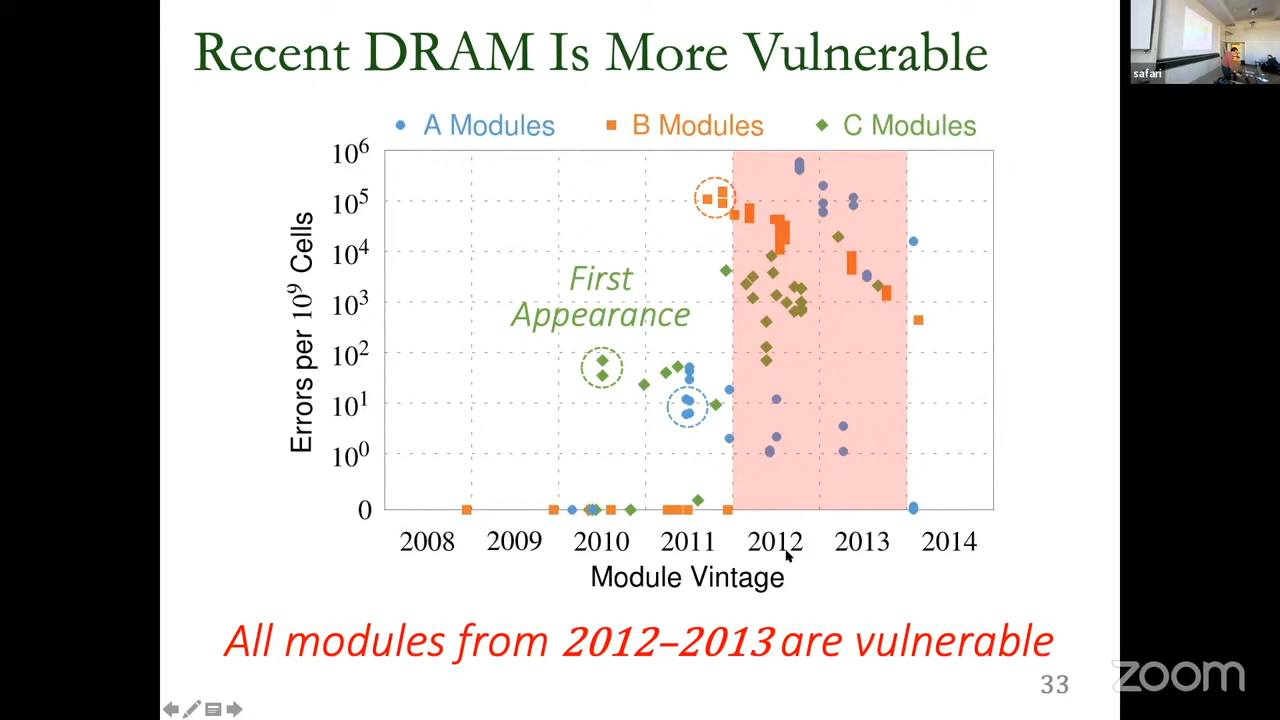 Recent DRAM Is More Vulnerable
safari
A Modules B Modules C Modules
10⁶
10⁵
10⁴
10³
10²
10¹
10⁰
0
Errors per 10⁹ Cells
First
Appearance
2008 2009 2010 2011 2012 2013 2014
Module Vintage
All modules from 2012–2013 are vulnerable
33
zoom